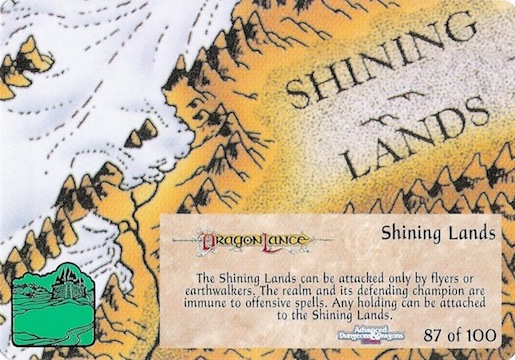 SHINING
LANDS
DRAGONLANCE
Shining Lands
The Shining Lands can be attacked only by flyers or
earthwalkers. The realm and its defending champion are
immune to offensive spells. Any holding can be attached
to the Shining Lands.
Advanced
Dungeons & Dragons
87 of 100